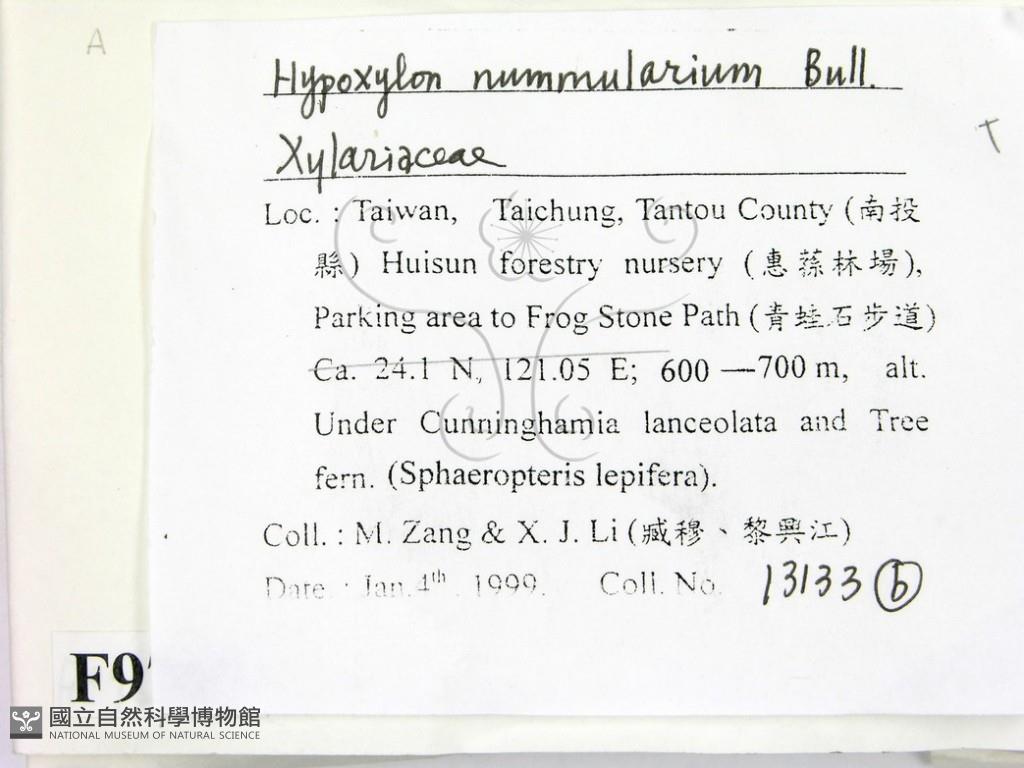 A
Hypoxylon nummularium Bull.
T
Xylariaceae
Loc. : Taiwan, Taichung, Tantou County (南投
縣) Huisun forestry nursery (惠蓀林場),
Parking area to Frog Stone Path (青蛙石步道)
Ca. 24.1 N, 121.05 E; 600 —700 m, alt.
Under Cunninghamia lanceolata and Tree
fern. (Sphaeropteris lepifera).
Coll. : M. Zang & X. J. Li (臧穆、黎興江)
Date : Jan.4th. 1999. Coll. No. 13133 ⓑ
F9
國立自然科學博物館
NATIONAL MUSEUM OF NATURAL SCIENCE